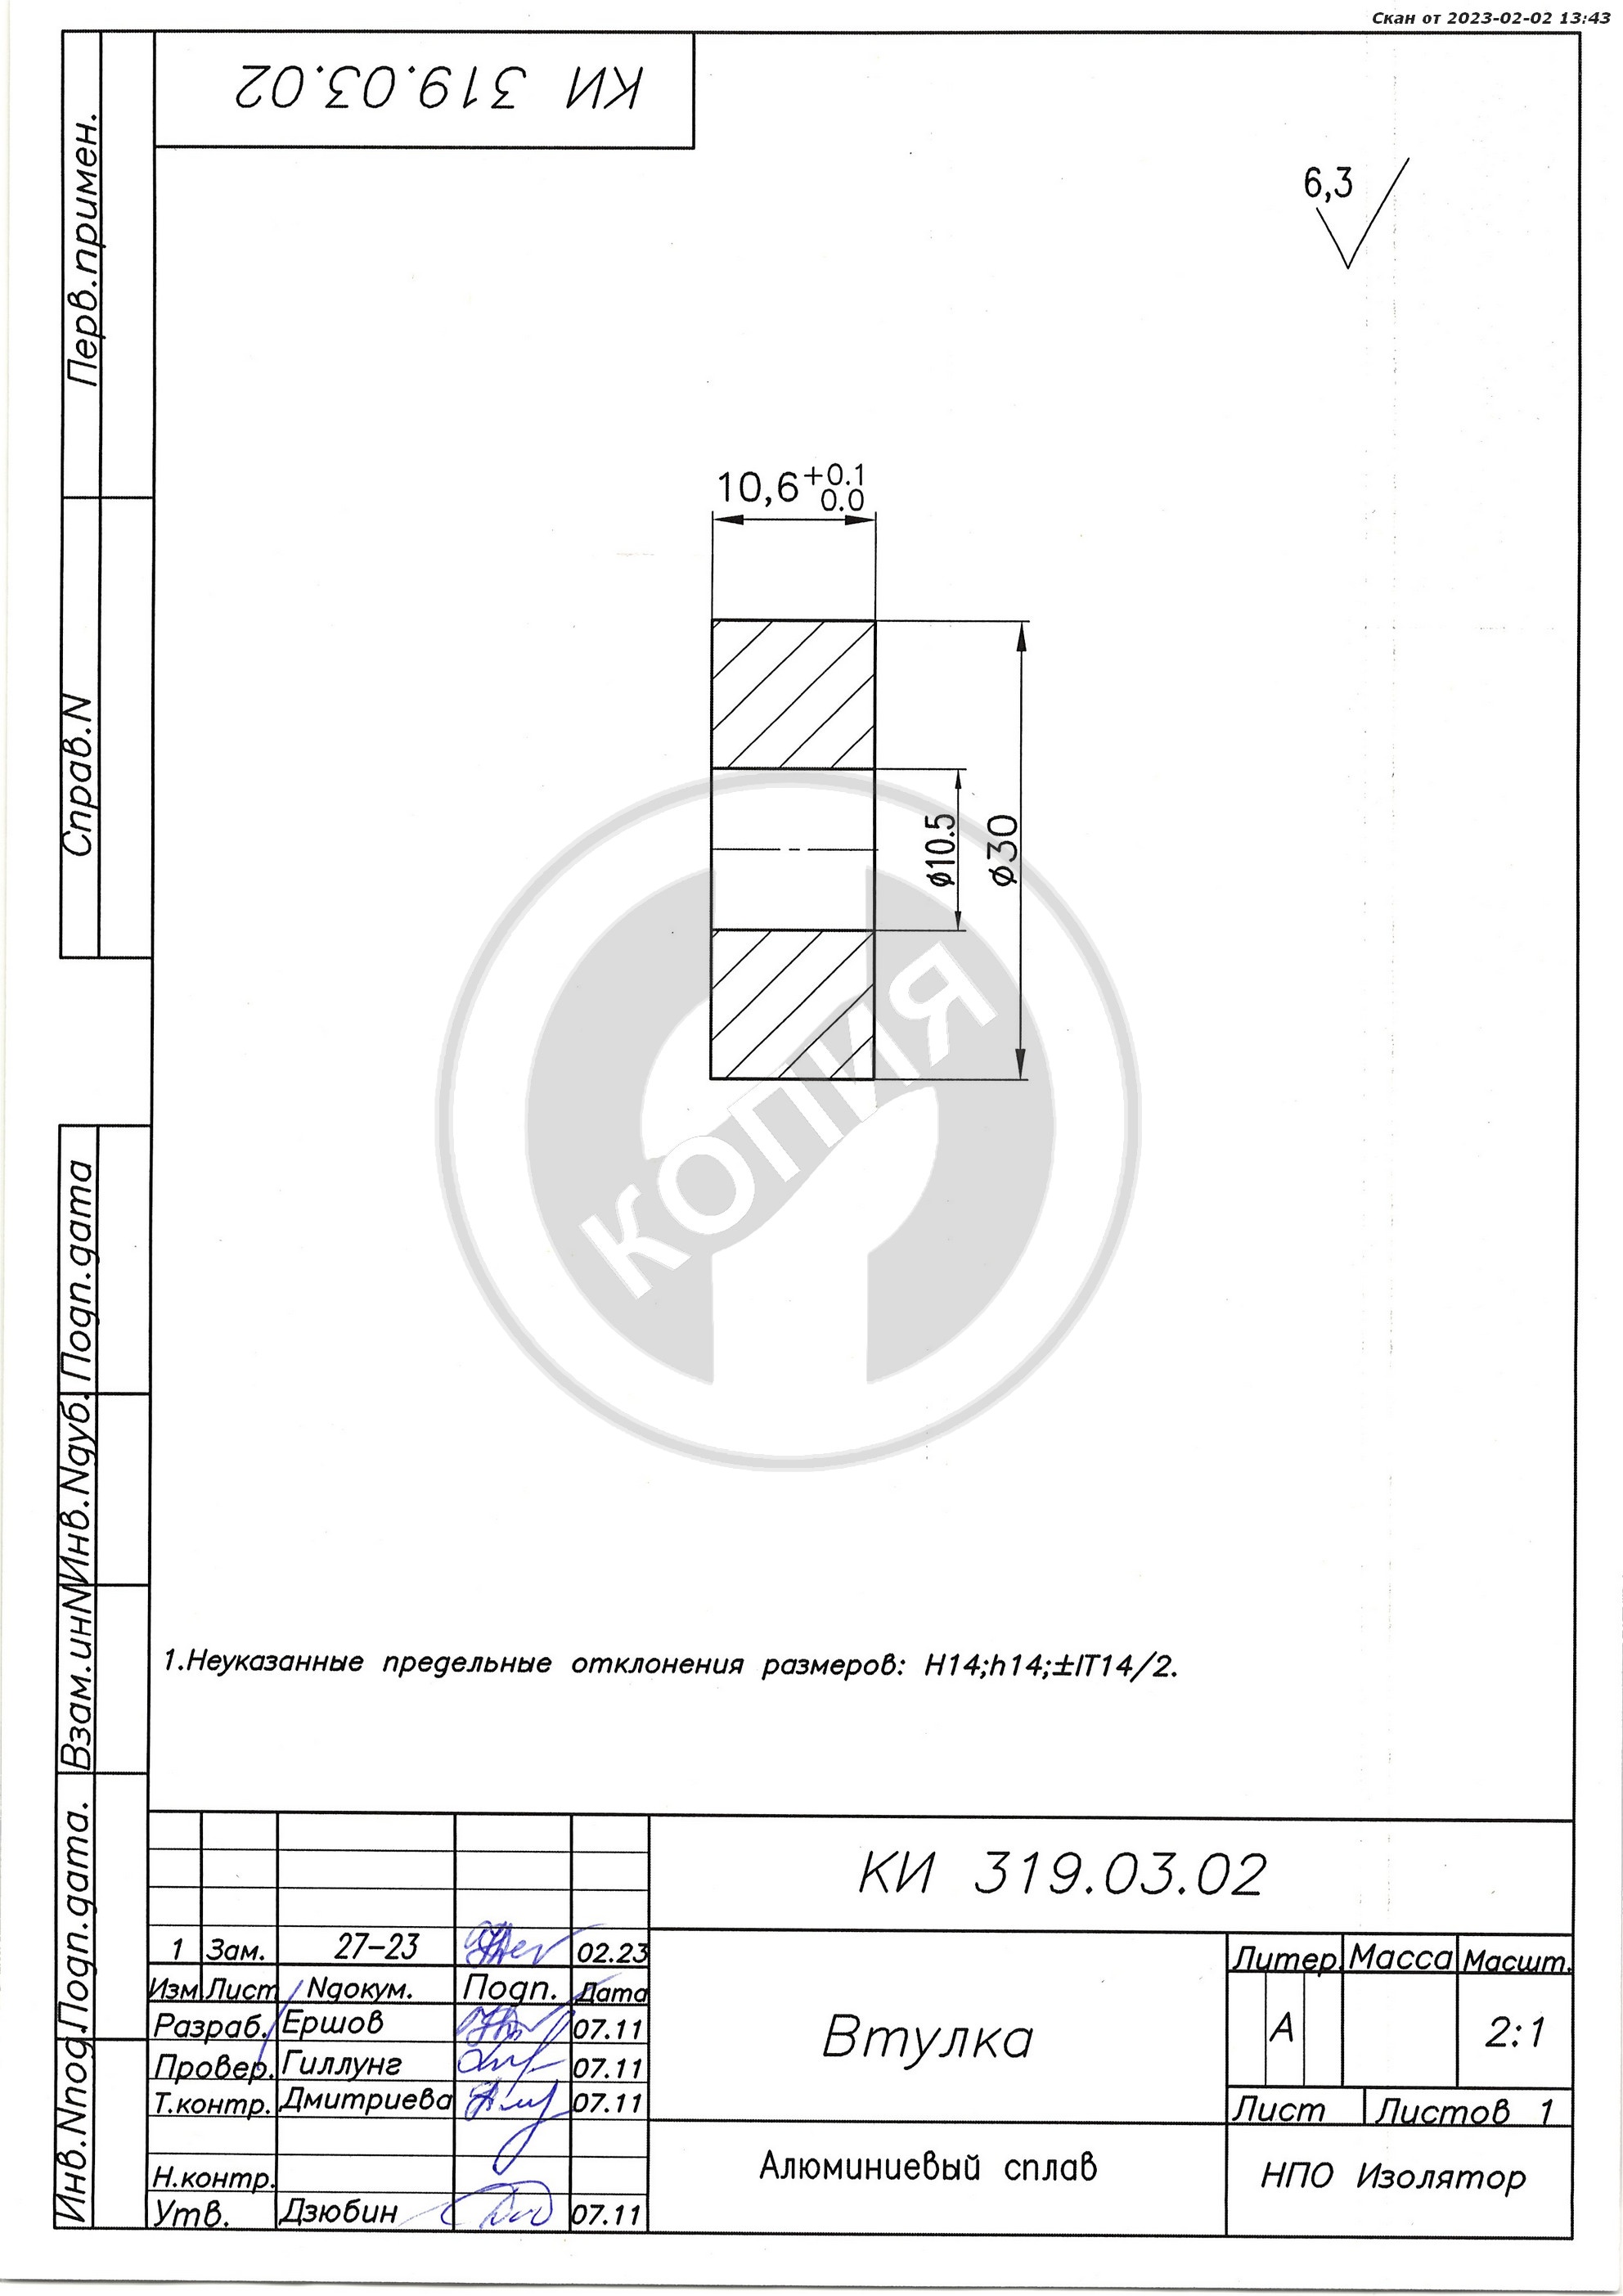 Скан от 2023-02-02 13:43
КИ 319.03.02
Перв.примен.
6,3
10,6 +0.1
0.0
Справ.N
ø10.5
ø30
КОПИЯ
Подп.дата
Инв.Nдуб.
Взам.инN
1.Неуказанные предельные отклонения размеров: H14;h14;±IT14/2.
Подп.дата.
Инв.Nпод
КИ 319.03.02
1 Зам. 27-23 02.23
Изм Лист Nдокум. Подп. Дата
Разраб. Ершов 07.11
Провер. Гиллунг 07.11
Т.контр. Дмитриева 07.11
Н.контр.
Утв. Дзюбин 07.11
Втулка
Литер Масса Масшт.
А 2:1
Лист Листов 1
Алюминиевый сплав
НПО Изолятор